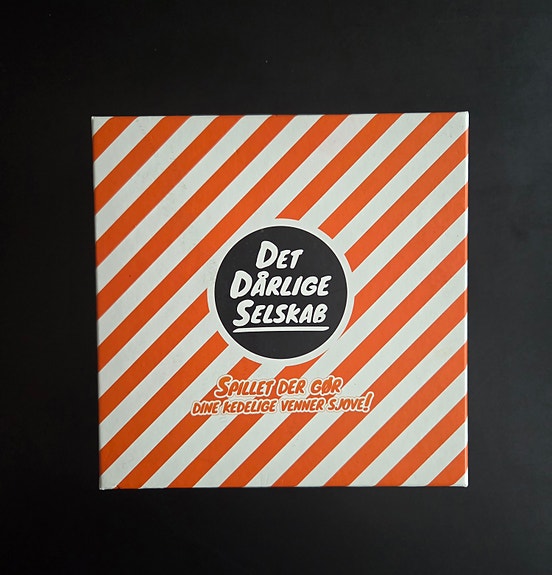 Det
Dårlige
Selskab
Spillet der gør
dine kedelige venner sjove!